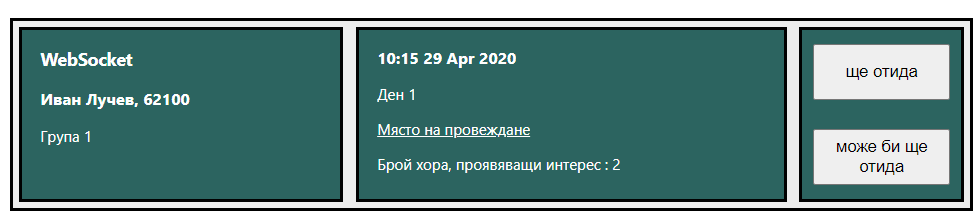 WebSocket
Иван Лучев, 62100
Група 1
10:15 29 Apr 2020
Ден 1
Място на провеждане
Брой хора, проявяващи интерес : 2
ще отида
може би ще
отида